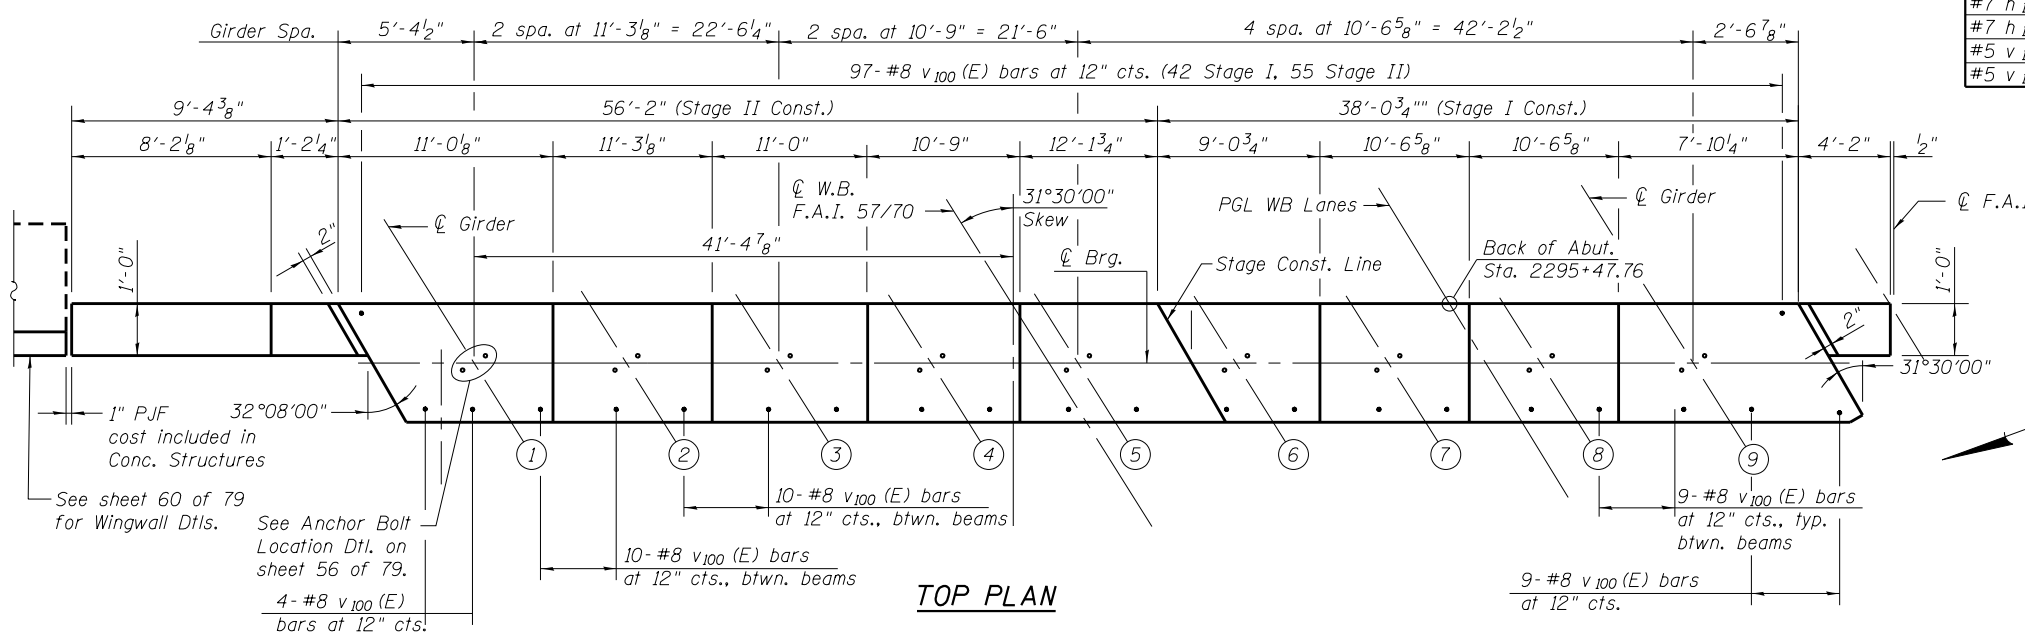 Girder Spa.
5'-4½"
2 spa. at 11'-3⅛" = 22'-6¼"
2 spa. at 10'-9" = 21'-6"
4 spa. at 10'-6⅝" = 42'-2½"
2'-6⅞"
#7 h
#7 h
#5 v
#5 v
97-#8 v100 (E) bars at 12" cts. (42 Stage I, 55 Stage II)
9'-4⅜"
56'-2" (Stage II Const.)
38'-0¾"" (Stage I Const.)
8'-2⅛"
1'-2¼"
11'-0⅛"
11'-3⅛"
11'-0"
10'-9"
12'-1¾"
9'-0¾"
10'-6⅝"
10'-6⅝"
7'-10¼"
4'-2"
½"
℄ W.B.
F.A.I. 57/70
31°30'00"
Skew
PGL WB Lanes
℄ Girder
℄ F.A.I
℄ Girder
2"
41'-4⅞"
℄ Brg.
Stage Const. Line
Back of Abut.
Sta. 2295+47.76
1'-0"
1'-0"
2"
31°30'00"
1" PJF
cost included in
Conc. Structures
32°08'00"
1
2
3
4
5
6
7
8
9
See sheet 60 of 79
for Wingwall Dtls.
See Anchor Bolt
Location Dtl. on
sheet 56 of 79.
10-#8 v100 (E) bars
at 12" cts., btwn. beams
9-#8 v100 (E) bars
at 12" cts., typ.
btwn. beams
10-#8 v100 (E) bars
at 12" cts., btwn. beams
9-#8 v100 (E) bars
at 12" cts.
4-#8 v100 (E)
bars at 12" cts.
TOP PLAN